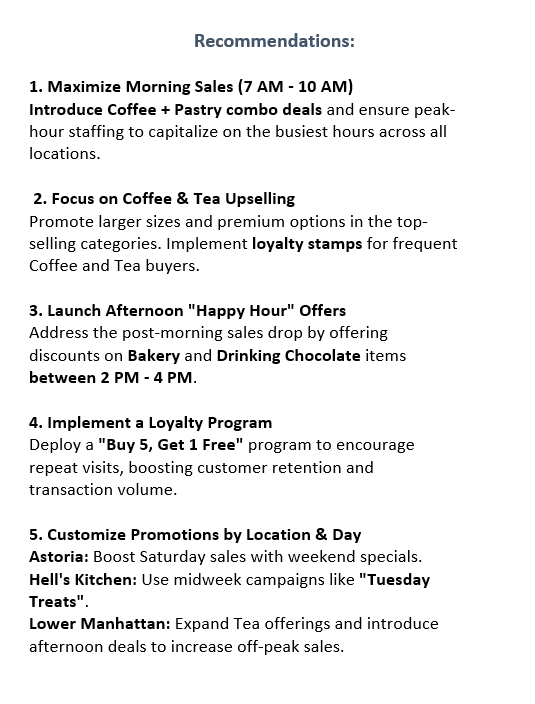 Recommendations:
1. Maximize Morning Sales (7 AM - 10 AM)
Introduce Coffee + Pastry combo deals and ensure peak-
hour staffing to capitalize on the busiest hours across all
locations.
2. Focus on Coffee & Tea Upselling
Promote larger sizes and premium options in the top-
selling categories. Implement loyalty stamps for frequent
Coffee and Tea buyers.
3. Launch Afternoon "Happy Hour" Offers
Address the post-morning sales drop by offering
discounts on Bakery and Drinking Chocolate items
between 2 PM - 4 PM.
4. Implement a Loyalty Program
Deploy a "Buy 5, Get 1 Free" program to encourage
repeat visits, boosting customer retention and
transaction volume.
5. Customize Promotions by Location & Day
Astoria: Boost Saturday sales with weekend specials.
Hell's Kitchen: Use midweek campaigns like "Tuesday
Treats".
Lower Manhattan: Expand Tea offerings and introduce
afternoon deals to increase off-peak sales.